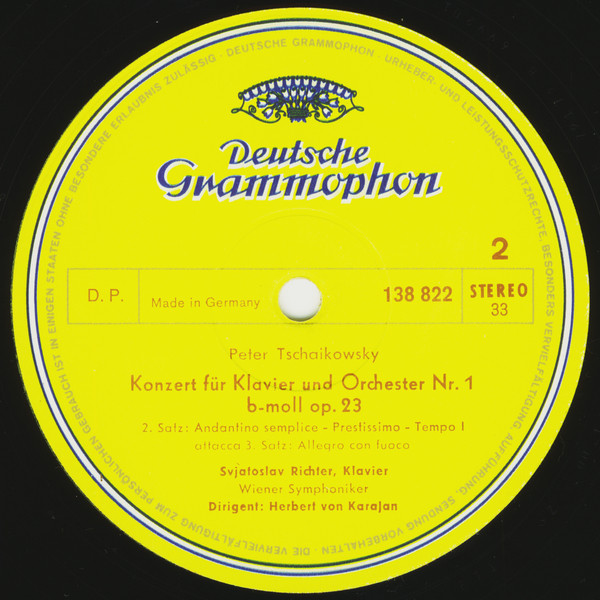 DEUTSCHE GRAMMOPHON · URHEBER- UND LEISTUNGSSCHUTZRECHTE, BESONDERS VERVIELFÄLTIGUNG, AUFFÜHRUNG, SENDUNG VORBEHALTEN · DIE VERVIELFÄLTIGUNG ZUM PERSÖNLICHEN GEBRAUCH IST IN EINIGEN STAATEN OHNE BESONDERE ERLAUBNIS ZULÄSSIG ·
Deutsche
Grammophon
2
D. P. Made in Germany 138 822 STEREO
33
Peter Tschaikowsky
Konzert für Klavier und Orchester Nr. 1
b-moll op. 23
2. Satz: Andantino semplice - Prestissimo - Tempo I
attacca 3. Satz: Allegro con fuoco
Svjatoslav Richter, Klavier
Wiener Symphoniker
Dirigent: Herbert von Karajan